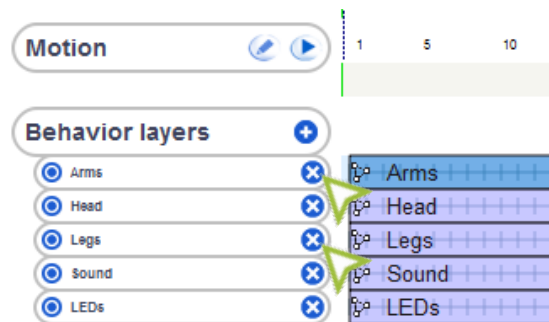 Motion
1 5 10
Behavior layers
Arms Arms
Head Head
Legs Legs
Sound Sound
LEDs LEDs